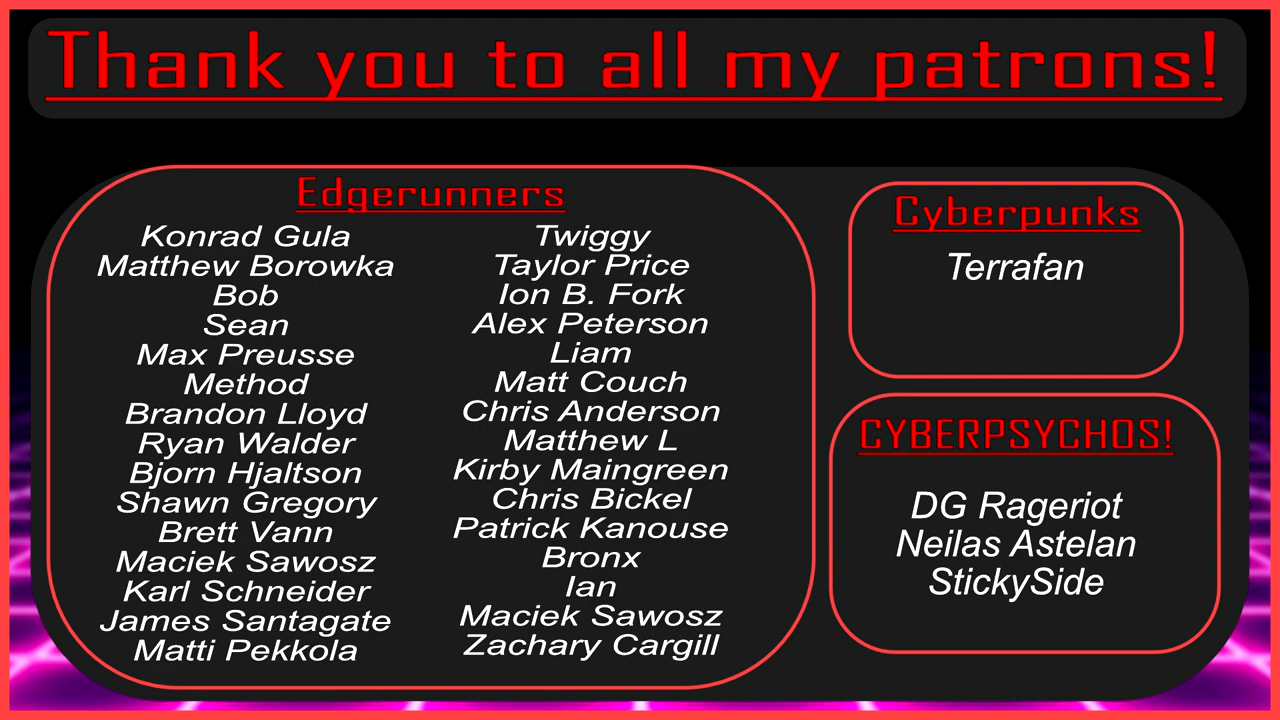 Thank you to all my patrons!
Edgerunners
Konrad Gula
Matthew Borowka
Bob
Sean
Max Preusse
Method
Brandon Lloyd
Ryan Walder
Bjorn Hjaltson
Shawn Gregory
Brett Vann
Maciek Sawosz
Karl Schneider
James Santagate
Matti Pekkola
Twiggy
Taylor Price
Ion B. Fork
Alex Peterson
Liam
Matt Couch
Chris Anderson
Matthew L
Kirby Maingreen
Chris Bickel
Patrick Kanouse
Bronx
Ian
Maciek Sawosz
Zachary Cargill
Cyberpunks
Terrafan
CYBERPSYCHOS!
DG Rageriot
Neilas Astelan
StickySide